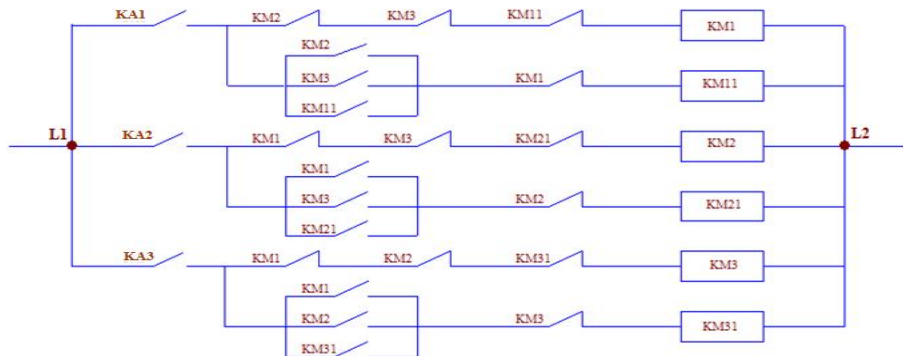 KA1 KM2 KM3 KM11 KM1
KM2
KM3 KM1 KM11
KM11
L1 KA2 KM1 KM3 KM21 KM2 L2
KM1
KM3 KM2 KM21
KM21
KA3 KM1 KM2 KM31 KM3
KM1
KM2 KM3 KM31
KM31